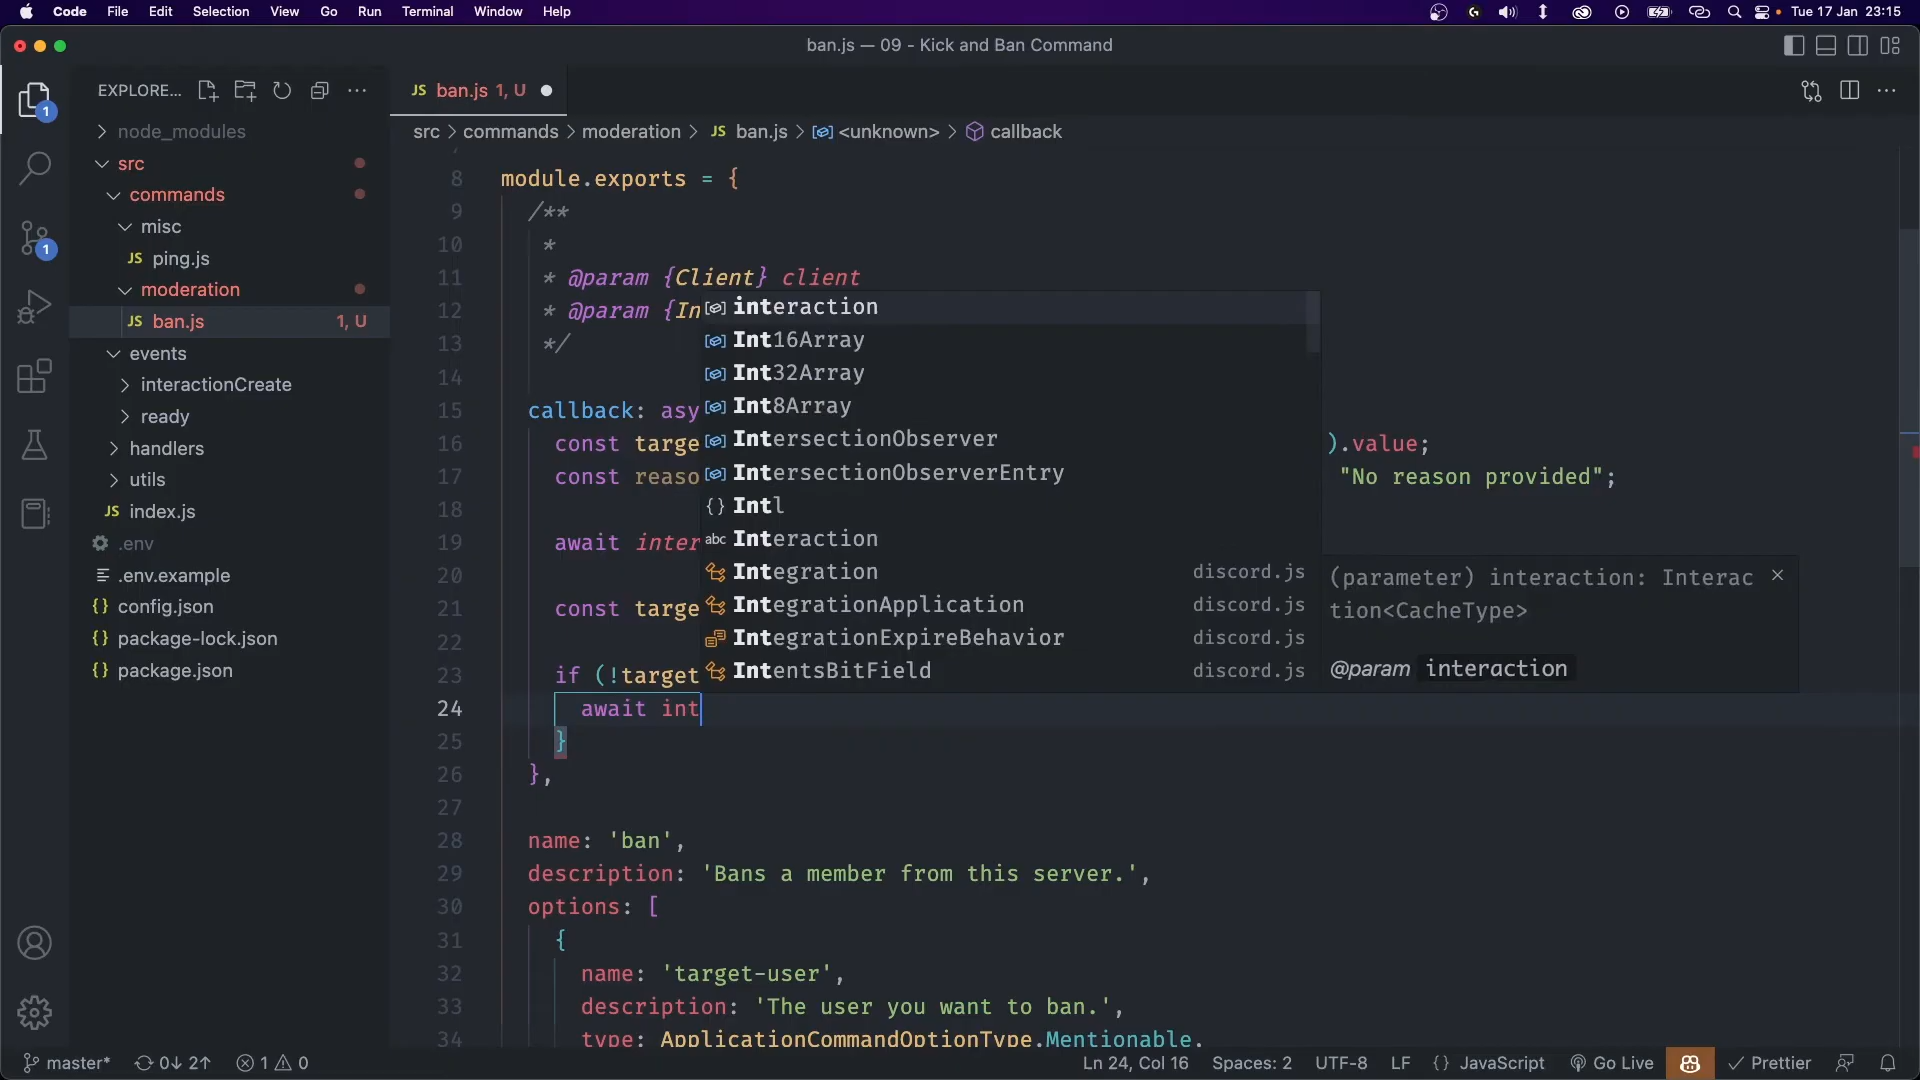 Code File Edit Selection View Go Run Terminal Window Help Tue 17 Jan 23:15
ban.js — 09 - Kick and Ban Command
EXPLORE...
node_modules
src
commands
misc
JS ping.js
moderation
JS ban.js 1, U
events
interactionCreate
ready
handlers
utils
JS index.js
.env
.env.example
{} config.json
{} package-lock.json
{} package.json
1
1
JS ban.js 1, U
src > commands > moderation > JS ban.js > <unknown> > callback
8 module.exports = {
9 /**
10 *
11 * @param {Client} client
12 * @param {In
13 */
14
15 callback: asy
16 const targe ).value;
17 const reaso "No reason provided";
18
19 await inter
20
21 const targe
22
23 if (!target
24 await int
25 }
26 },
27
28 name: 'ban',
29 description: 'Bans a member from this server.',
30 options: [
31 {
32 name: 'target-user',
33 description: 'The user you want to ban.',
34 type: ApplicationCommandOptionType.Mentionable,
interaction
Int16Array
Int32Array
Int8Array
IntersectionObserver
IntersectionObserverEntry
{} Intl
abc Interaction
Integration discord.js
IntegrationApplication discord.js
IntegrationExpireBehavior discord.js
IntentsBitField discord.js
(parameter) interaction: Interac
tion<CacheType>
@param interaction
master* 0↓ 2↑ 1 0 Ln 24, Col 16 Spaces: 2 UTF-8 LF {} JavaScript Go Live Prettier